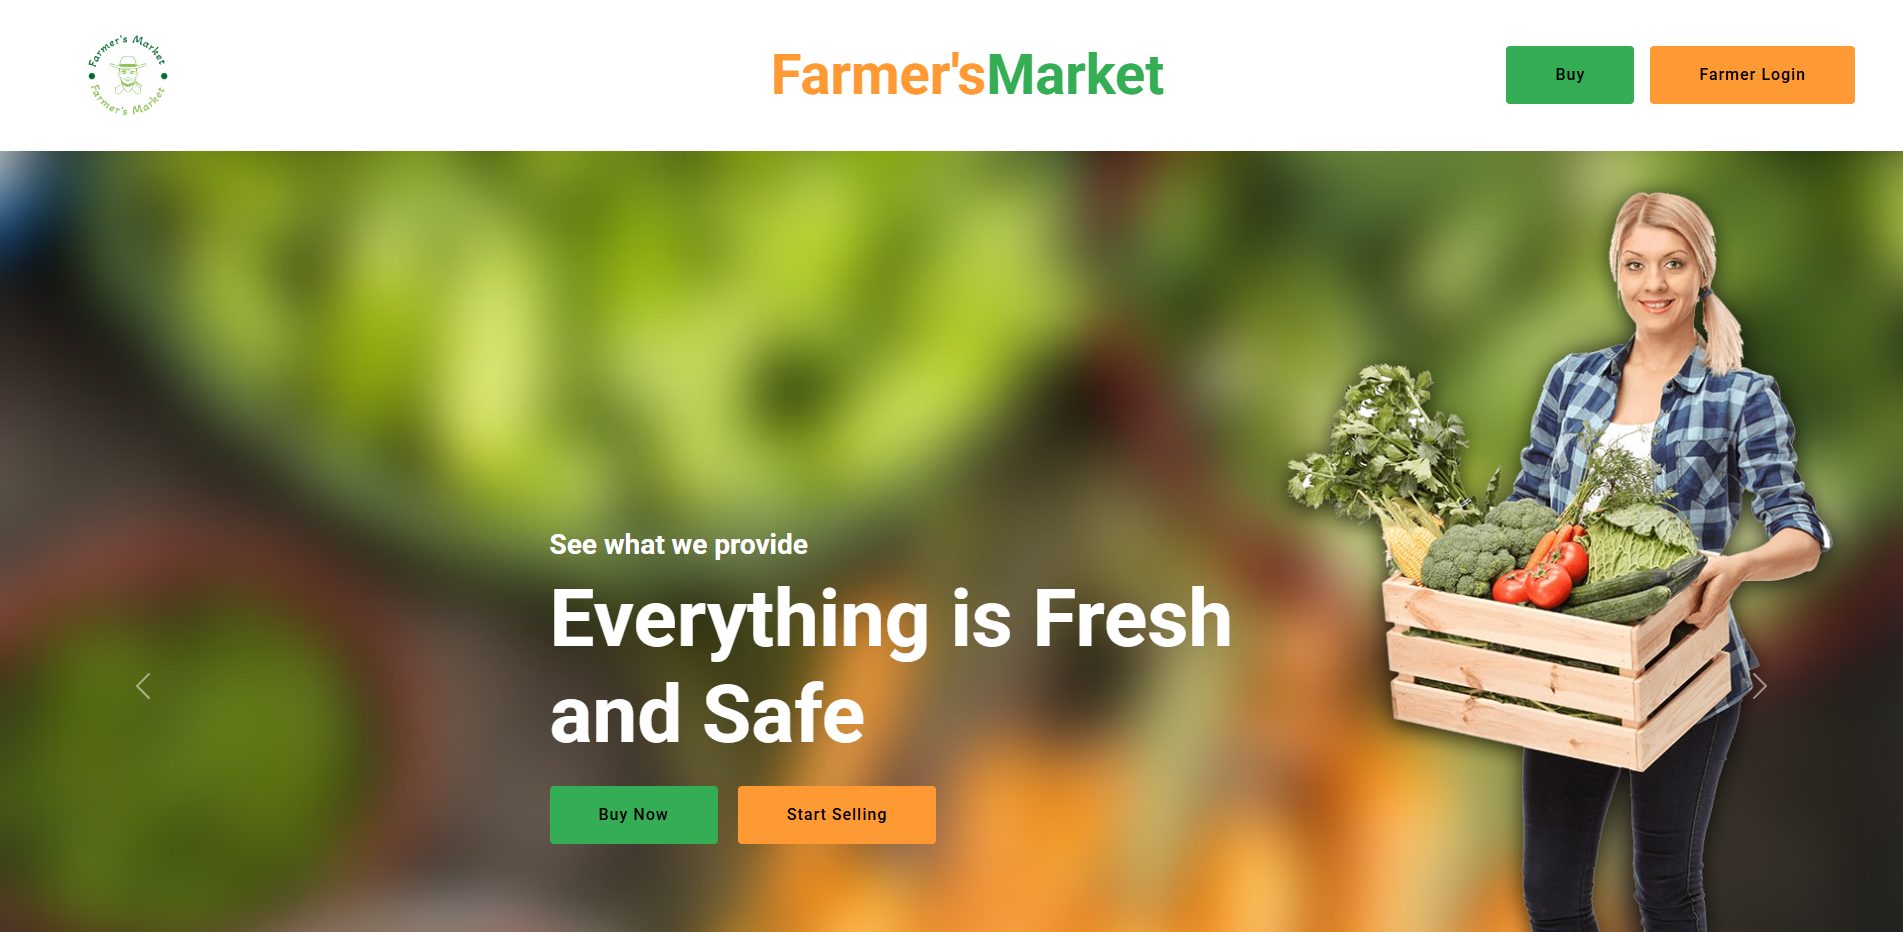 Farmer's Market
Farmer's Market
Farmer'sMarket
Buy
Farmer Login
See what we provide
Everything is Fresh
and Safe
Buy Now
Start Selling